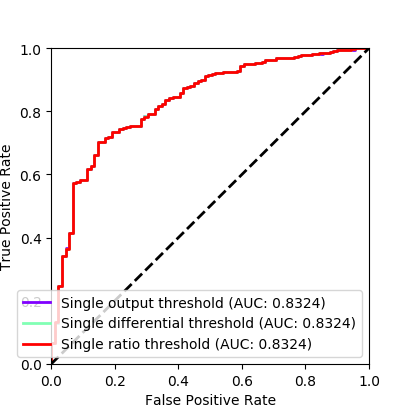 1.0
0.8
0.6
0.4
0.2
0.0
True Positive Rate
Single output threshold (AUC: 0.8324)
Single differential threshold (AUC: 0.8324)
Single ratio threshold (AUC: 0.8324)
0.0 0.2 0.4 0.6 0.8 1.0
False Positive Rate